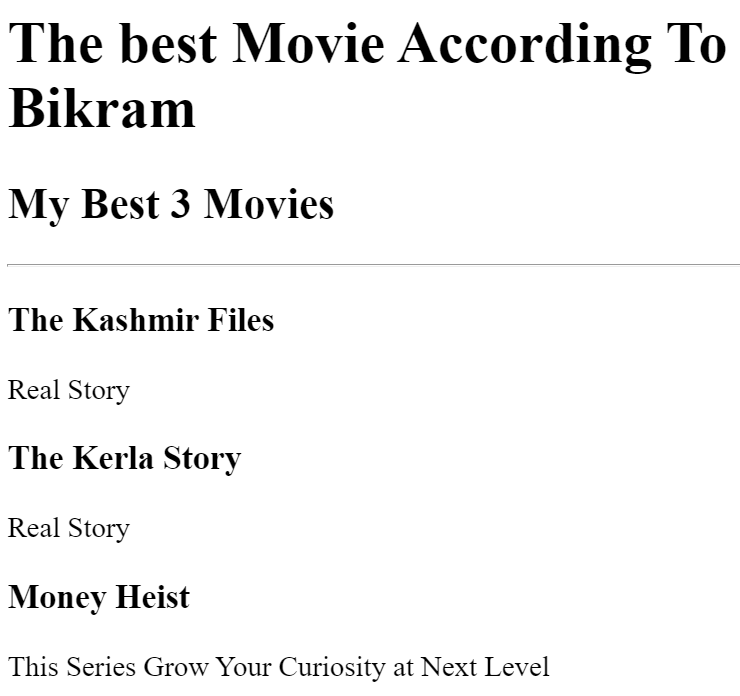 The best Movie According To
Bikram
My Best 3 Movies
The Kashmir Files
Real Story
The Kerla Story
Real Story
Money Heist
This Series Grow Your Curiosity at Next Level